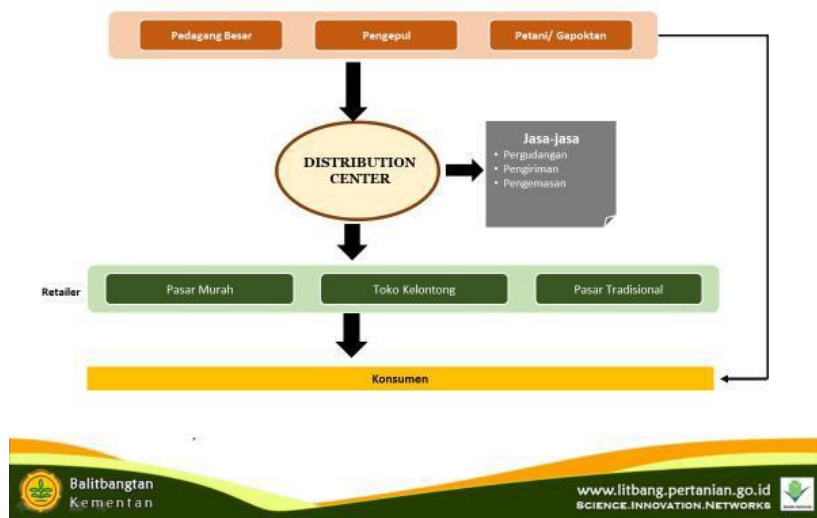 Pedagang Besar
Pengepul
Petani/ Gapoktan
DISTRIBUTION
CENTER
Jasa-jasa
• Pergudangan
• Pengiriman
• Pengemasan
Retailer
Pasar Murah
Toko Kelontong
Pasar Tradisional
Konsumen
Balitbangtan
Kementan
www.litbang.pertanian.go.id
SCIENCE.INNOVATION.NETWORKS